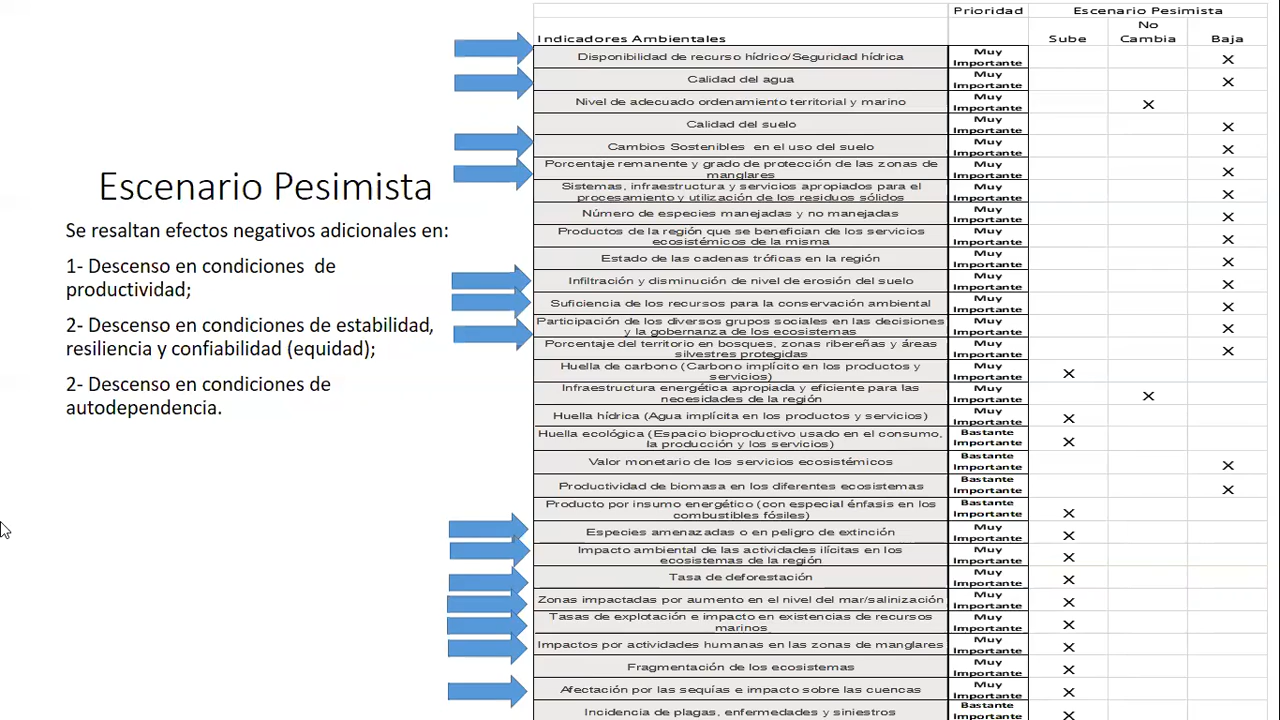 Escenario Pesimista
Se resaltan efectos negativos adicionales en:
1- Descenso en condiciones de
productividad;
2- Descenso en condiciones de estabilidad,
resiliencia y confiabilidad (equidad);
2- Descenso en condiciones de
autodependencia.
Prioridad Escenario Pesimista
No
Indicadores Ambientales Sube Cambia Baja
Muy
Disponibilidad de recurso hídrico/Seguridad hídrica X
Importante
Muy
Calidad del agua X
Importante
Muy
Nivel de adecuado ordenamiento territorial y marino X
Importante
Muy
Calidad del suelo X
Importante
Muy
Cambios Sostenibles en el uso del suelo X
Importante
Porcentaje remanente y grado de protección de las zonas de Muy
manglares Importante X
Sistemas, infraestructura y servicios apropiados para el Muy
procesamiento y utilización de los residuos sólidos Importante X
Muy
Número de especies manejadas y no manejadas X
Importante
Productos de la región que se benefician de los servicios Muy
ecosistémicos de la misma Importante X
Muy
Estado de las cadenas tróficas en la región X
Importante
Muy
Infiltración y disminución de nivel de erosión del suelo X
Importante
Muy
Suficiencia de los recursos para la conservación ambiental X
Importante
Participación de los diversos grupos sociales en las decisiones Muy
y la gobernanza de los ecosistemas Importante X
Porcentaje del territorio en bosques, zonas ribereñas y áreas Muy
silvestres protegidas Importante X
Huella de carbono (Carbono implícito en los productos y Muy
servicios) Importante X
Infraestructura energética apropiada y eficiente para las Muy
necesidades de la región Importante X
Muy
Huella hídrica (Agua implícita en los productos y servicios) X
Importante
Huella ecológica (Espacio bioproductivo usado en el consumo, Bastante
la producción y los servicios) Importante X
Bastante
Valor monetario de los servicios ecosistémicos X
Importante
Bastante
Productividad de biomasa en los diferentes ecosistemas X
Importante
Producto por insumo energético (con especial énfasis en los Bastante
combustibles fósiles) Importante X
Muy
Especies amenazadas o en peligro de extinción X
Importante
Impacto ambiental de las actividades ilícitas en los Muy
ecosistemas de la región Importante X
Muy
Tasa de deforestación X
Importante
Muy
Zonas impactadas por aumento en el nivel del mar/salinización X
Importante
Tasas de explotación e impacto en existencias de recursos Muy
marinos Importante X
Muy
Impactos por actividades humanas en las zonas de manglares X
Importante
Muy
Fragmentación de los ecosistemas X
Importante
Muy
Afectación por las sequías e impacto sobre las cuencas X
Importante
Bastante
Incidencia de plagas, enfermedades y siniestros X
Importante